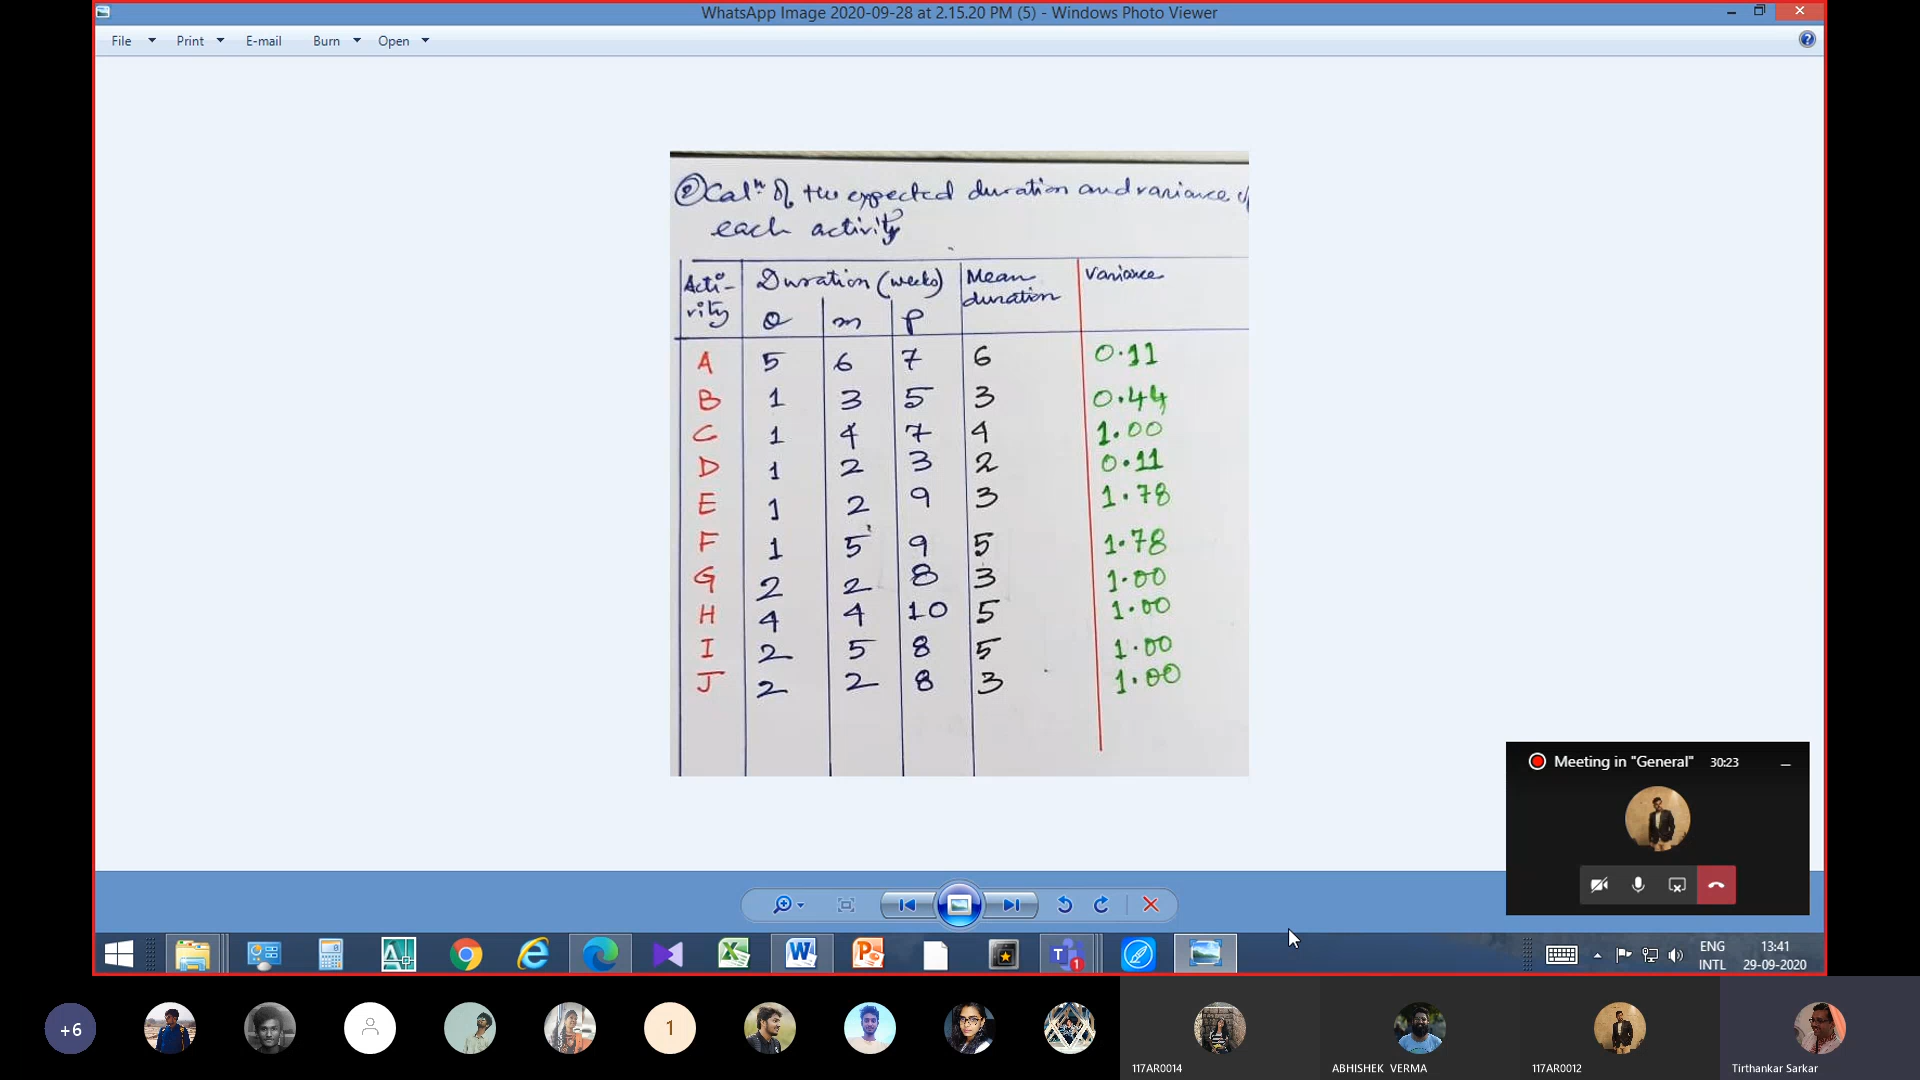 WhatsApp Image 2020-09-28 at 2.15.20 PM (5) - Windows Photo Viewer
File Print E-mail Burn Open
② Calⁿ. of the expected duration and variance of
each activity
Acti-
vity Duration (weeks) Mean
duration Variance
O m P
A 5 6 7 6 0.11
B 1 3 5 3 0.44
C 1 4 7 4 1.00
D 1 2 3 2 0.11
E 1 2 9 3 1.78
F 1 5 9 5 1.78
G 2 2 8 3 1.00
H 4 4 10 5 1.00
I 2 5 8 5 1.00
J 2 2 8 3 1.00
Meeting in "General" 30:23
ENG
INTL
13:41
29-09-2020
+6
1
117AR0014
ABHISHEK VERMA
117AR0012
Tirthankar Sarkar